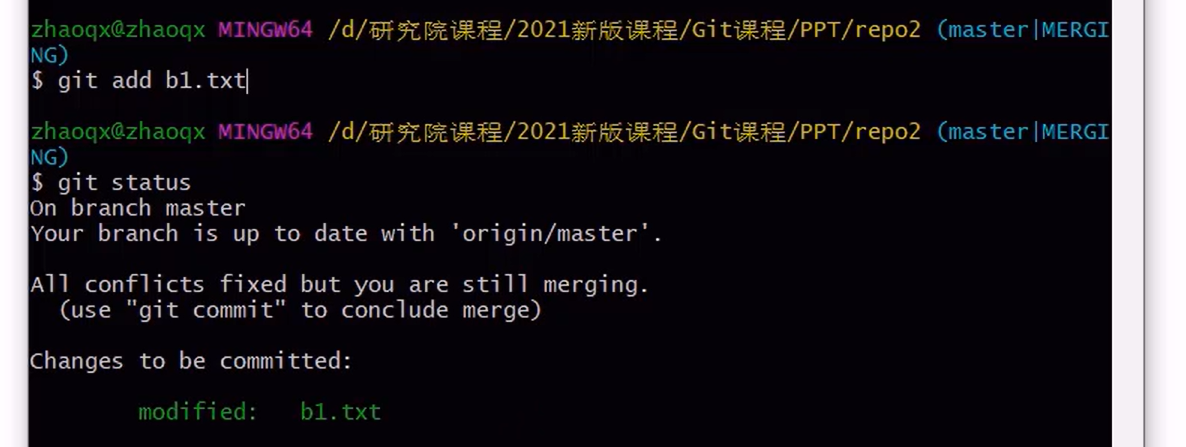 zhaoqx@zhaoqx MINGW64 /d/研究院课程/2021新版课程/Git课程/PPT/repo2 (master|MERGI
NG)
$ git add b1.txt
zhaoqx@zhaoqx MINGW64 /d/研究院课程/2021新版课程/Git课程/PPT/repo2 (master|MERGI
NG)
$ git status
On branch master
Your branch is up to date with 'origin/master'.
All conflicts fixed but you are still merging.
(use "git commit" to conclude merge)
Changes to be committed:
modified: b1.txt